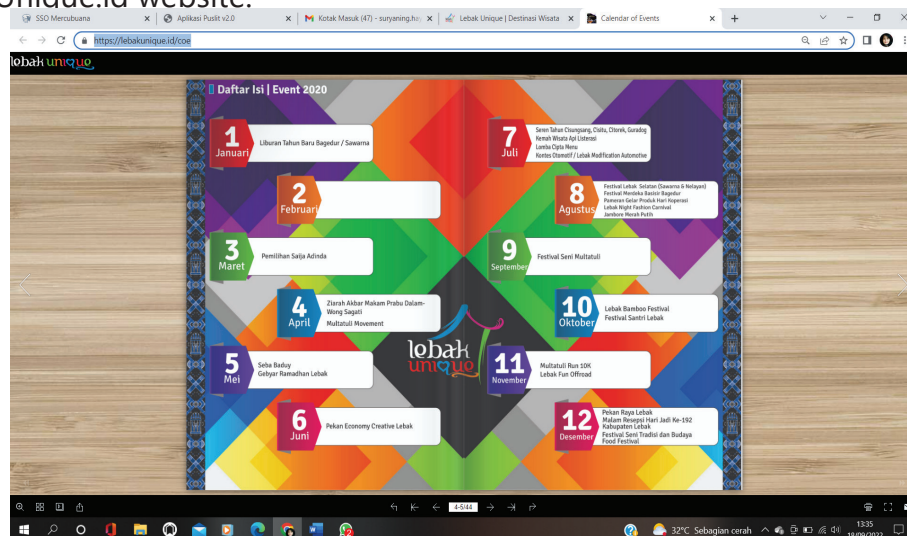 Unique.id website.
SSO Mercubuana
Aplikasi Puslit v2.0
Kotak Masuk (47) - suryaning.ha
Lebak Unique | Destinasi Wisata
Calendar of Events
https://lebakunique.id/coe
lebak unique
Daftar Isi | Event 2020
1
Januari
Liburan Tahun Baru Bagedur / Sawarna
2
Februari
3
Maret
Pemilihan Saija Adinda
4
April
Ziarah Akbar Makam Prabu Dalam-
Wong Sagati
Multatuli Movement
5
Mei
Seba Baduy
Gebyar Ramadhan Lebak
6
Juni
Pekan Economy Creative Lebak
lebak
unique
7
Juli
Seren Tahun Cisungsang, Cisitu, Citorek, Guradog
Kemah Wisata Api Listerasi
Lomba Cipta Menu
Kontes Otomotif / Lebak Modification Automotive
8
Agustus
Festival Lebak Selatan (Sawarna & Nelayan)
Festival Merdeka Basisir Bagedur
Pameran Gelar Produk Hari Koperasi
Lebak Night Fashion Carnival
Jambore Merah Putih
9
September
Festival Seni Multatuli
10
Oktober
Lebak Bamboo Festival
Festival Santri Lebak
11
November
Multatuli Run 10K
Lebak Fun Offroad
12
Desember
Pekan Raya Lebak
Malam Resepsi Hari Jadi Ke-192
Kabupaten Lebak
Festival Seni Tradisi dan Budaya
Food Festival
4-5/44
32°C Sebagian cerah
13:35
18/09/2022